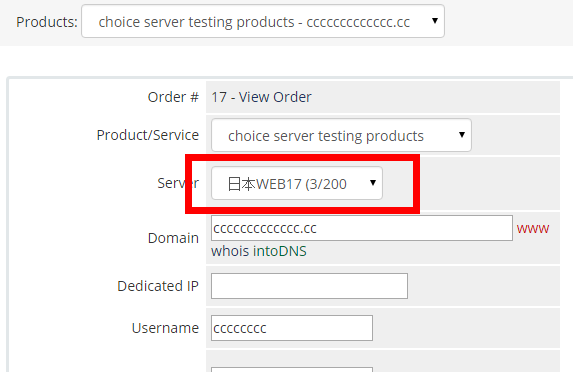 Products: choice server testing products - ccccccccccccc.cc
Order # 17 - View Order
Product/Service choice server testing products
Server 日本WEB17 (3/200
Domain ccccccccccccc.cc www
whois intoDNS
Dedicated IP
Username cccccccc